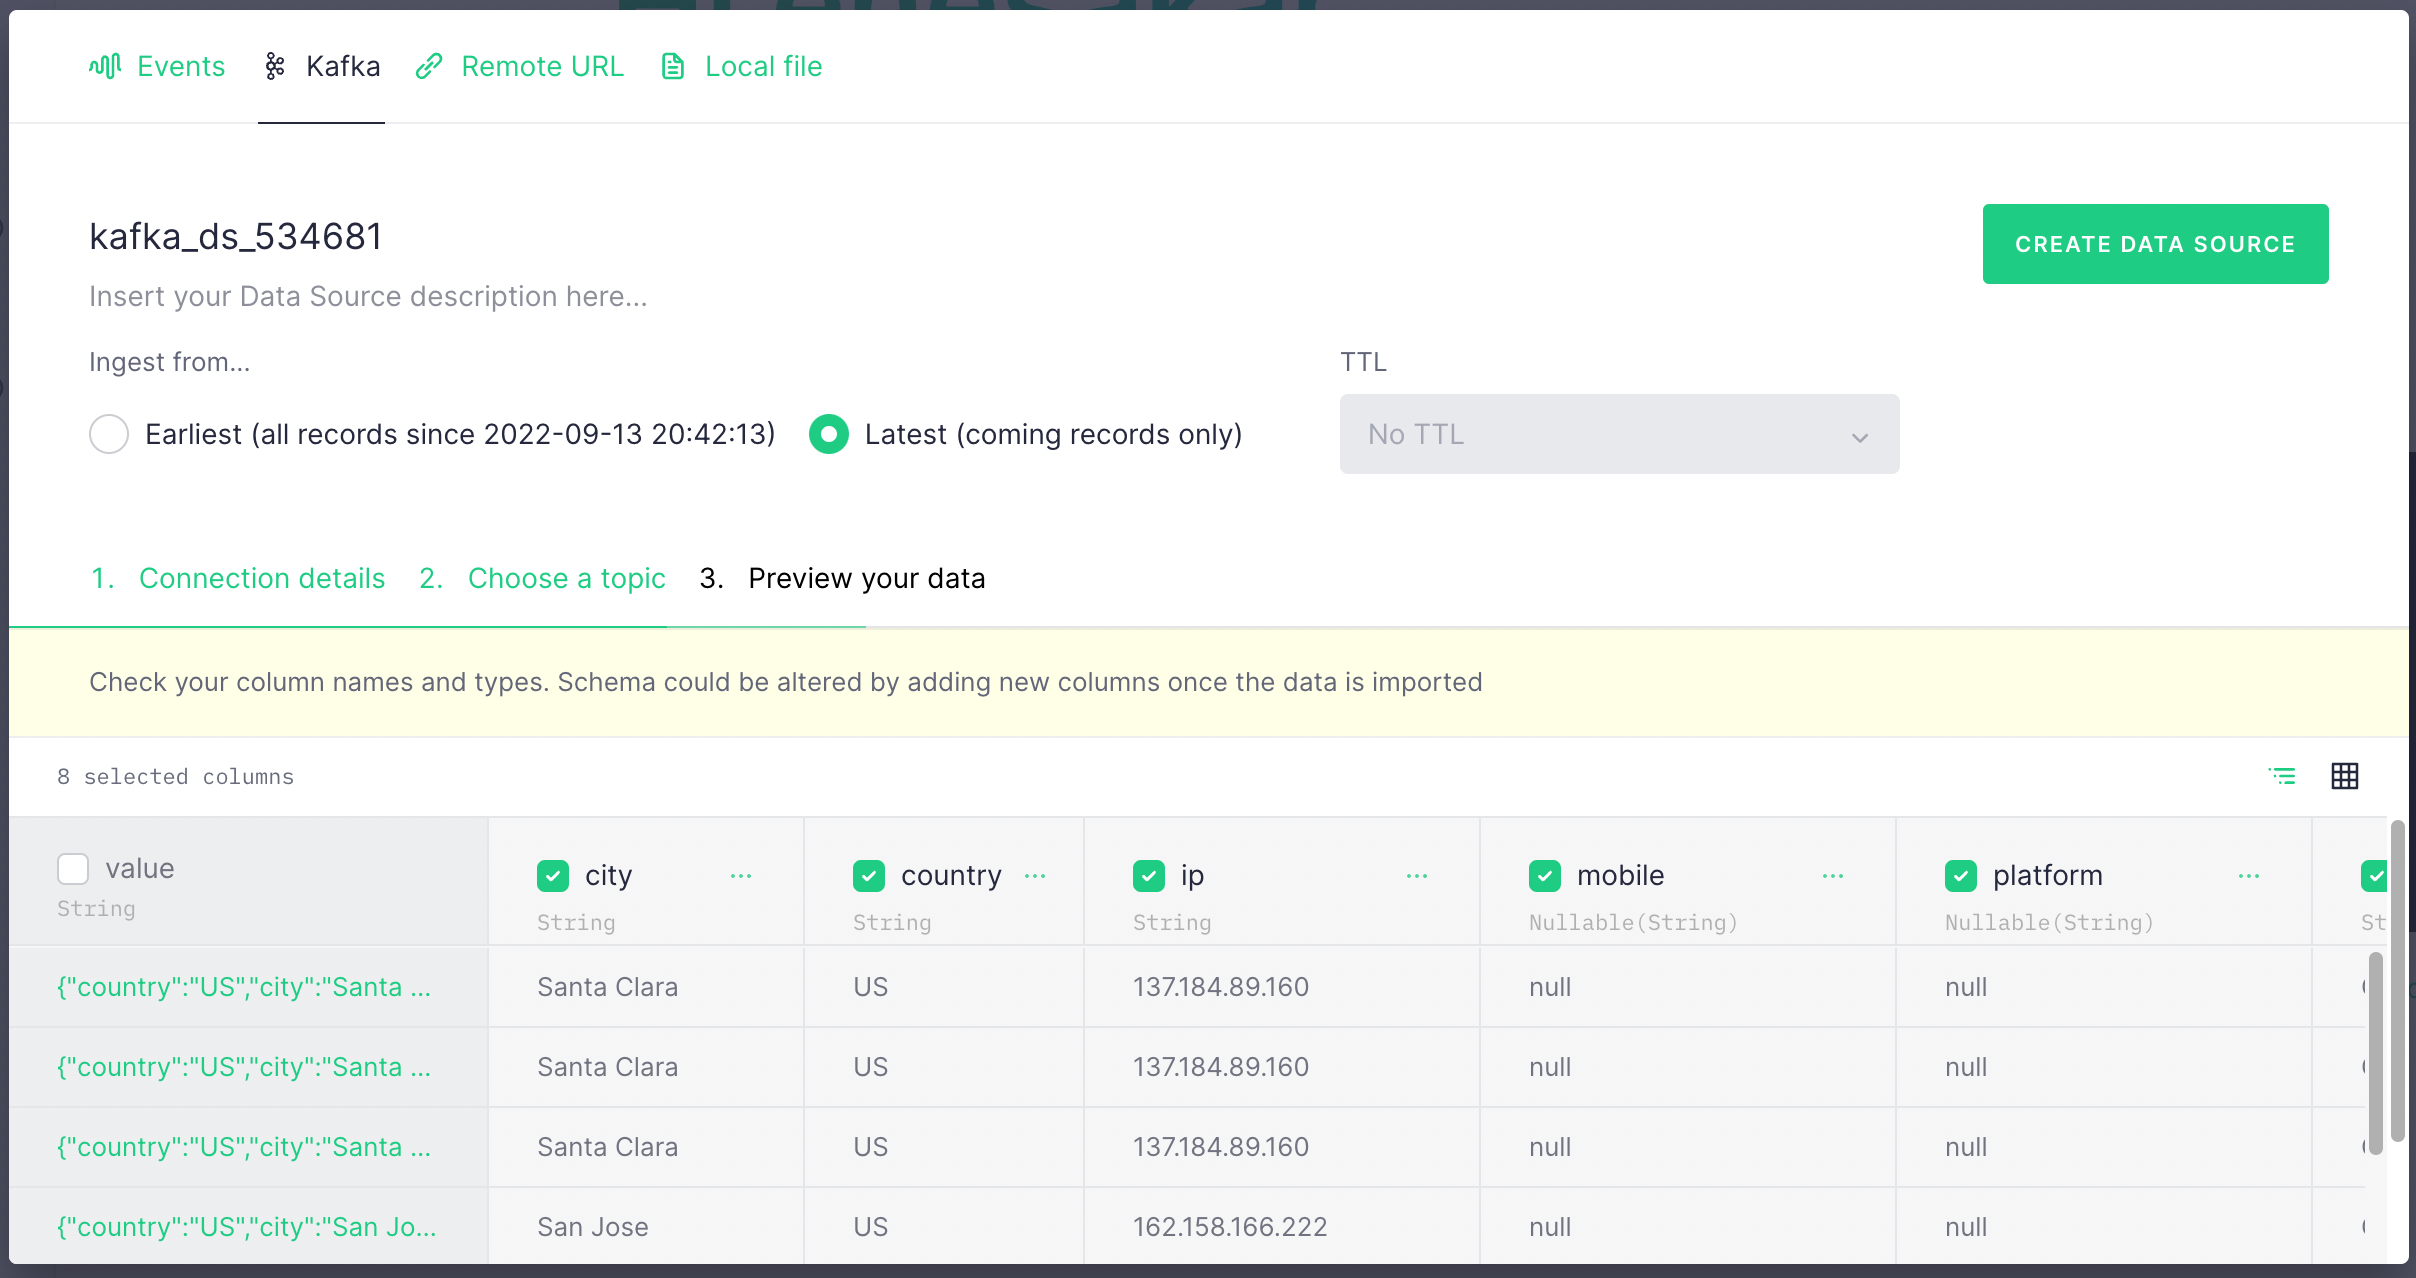 Events Kafka Remote URL Local file
kafka_ds_534681
CREATE DATA SOURCE
Insert your Data Source description here...
Ingest from...
TTL
Earliest (all records since 2022-09-13 20:42:13) Latest (coming records only)
No TTL
1. Connection details 2. Choose a topic 3. Preview your data
Check your column names and types. Schema could be altered by adding new columns once the data is imported
8 selected columns
value city ... country ... ip ... mobile ... platform ...
String String String String Nullable(String) Nullable(String) St
{"country":"US","city":"Santa ... Santa Clara US 137.184.89.160 null null
{"country":"US","city":"Santa ... Santa Clara US 137.184.89.160 null null
{"country":"US","city":"Santa ... Santa Clara US 137.184.89.160 null null
{"country":"US","city":"San Jo... San Jose US 162.158.166.222 null null